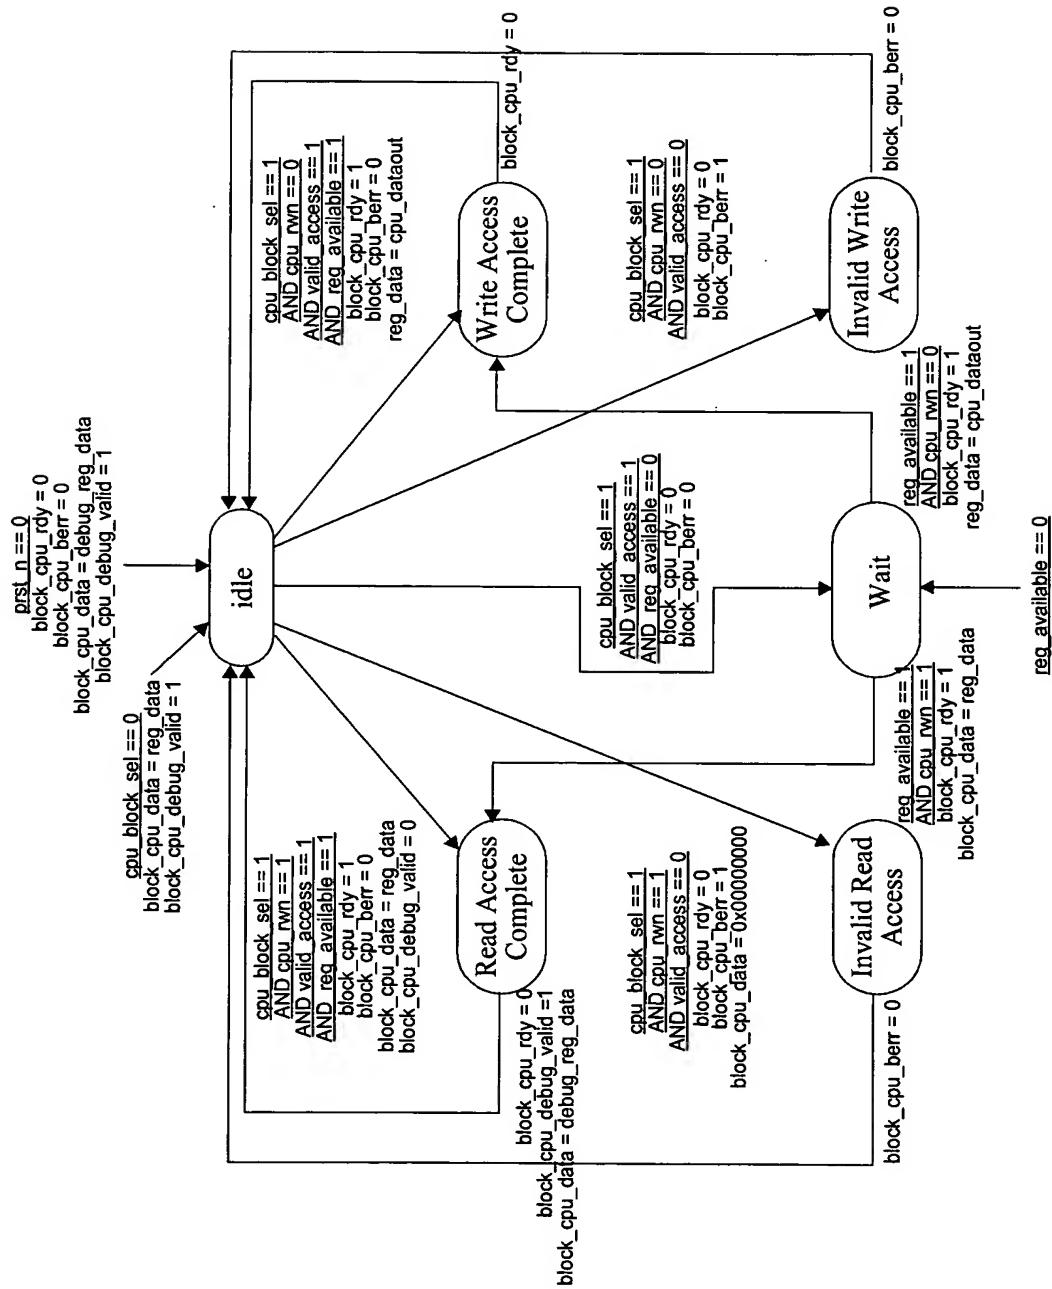 prst_n == 0
block_cpu_rdy = 0
block_cpu_berr = 0
block_cpu_data = debug_reg_data
block_cpu_debug_valid = 1
cpu_block_sel == 0
block_cpu_data = reg_data
block_cpu_debug_valid = 1
idle
cpu_block_sel == 1
AND cpu_rwn == 1
AND valid_access == 1
AND reg_available == 1
block_cpu_rdy = 1
block_cpu_berr = 0
block_cpu_data = reg_data
block_cpu_debug_valid = 0
cpu_block_sel == 1
AND cpu_rwn == 0
AND valid_access == 1
AND reg_available == 1
block_cpu_rdy = 1
block_cpu_berr = 0
reg_data = cpu_dataout
Read Access
Complete
Write Access
Complete
block_cpu_rdy = 0
block_cpu_debug_valid =1
block_cpu_data = debug_reg_data
block_cpu_rdy = 0
cpu_block_sel == 1
AND cpu_rwn == 1
AND valid_access == 0
block_cpu_rdy = 0
block_cpu_berr = 1
block_cpu_data = 0x00000000
cpu_block_sel == 1
AND valid_access == 1
AND reg_available == 0
block_cpu_rdy = 0
block_cpu_berr = 0
cpu_block_sel == 1
AND cpu_rwn == 0
AND valid_access == 0
block_cpu_rdy = 0
block_cpu_berr = 1
Invalid Read
Access
Wait
Invalid Write
Access
block_cpu_berr = 0
reg_available == 1
AND cpu_rwn == 1
block_cpu_rdy = 1
block_cpu_data = reg_data
reg_available == 1
AND cpu_rwn == 0
block_cpu_rdy = 1
reg_data = cpu_dataout
block_cpu_berr = 0
reg_available == 0